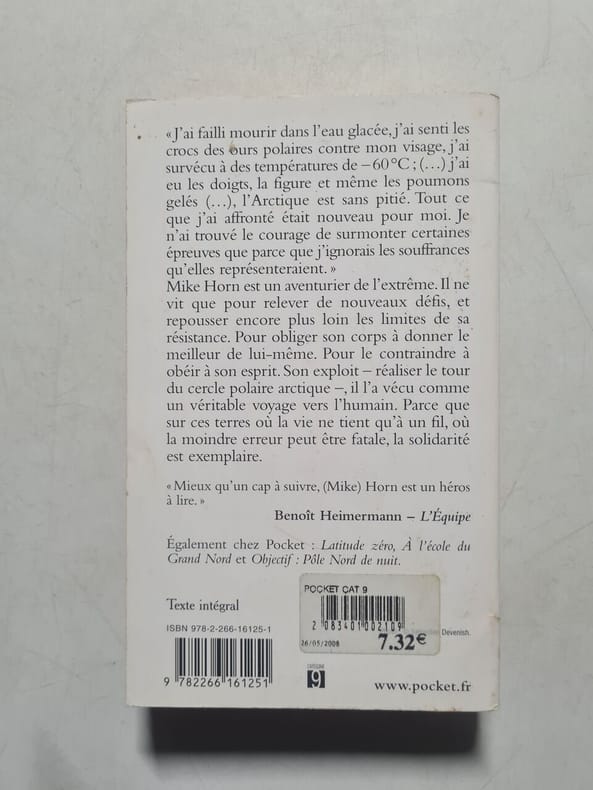 « J'ai failli mourir dans l'eau glacée, j'ai senti les
crocs des ours polaires contre mon visage, j'ai
survécu à des températures de – 60 °C ; (…) j'ai
eu les doigts, la figure et même les poumons
gelés (…), l'Arctique est sans pitié. Tout ce
que j'ai affronté était nouveau pour moi. Je
n'ai trouvé le courage de surmonter certaines
épreuves que parce que j'ignorais les souffrances
qu'elles représenteraient. »
Mike Horn est un aventurier de l'extrême. Il ne
vit que pour relever de nouveaux défis, et
repousser encore plus loin les limites de sa
résistance. Pour obliger son corps à donner le
meilleur de lui-même. Pour le contraindre à
obéir à son esprit. Son exploit – réaliser le tour
du cercle polaire arctique –, il l'a vécu comme
un véritable voyage vers l'humain. Parce que
sur ces terres où la vie ne tient qu'à un fil, où
la moindre erreur peut être fatale, la solidarité
est exemplaire.
« Mieux qu'un cap à suivre, (Mike) Horn est un héros
à lire. »
Benoît Heimermann – L'Équipe
Également chez Pocket : Latitude zéro, À l'école du
Grand Nord et Objectif : Pôle Nord de nuit.
Texte intégral
ISBN 978-2-266-16125-1
9 782266 161251
POCKET CAT 9
2 083401 002109
26/05/2008
7.32€
Devenish.
CATÉGORIE
9
www.pocket.fr